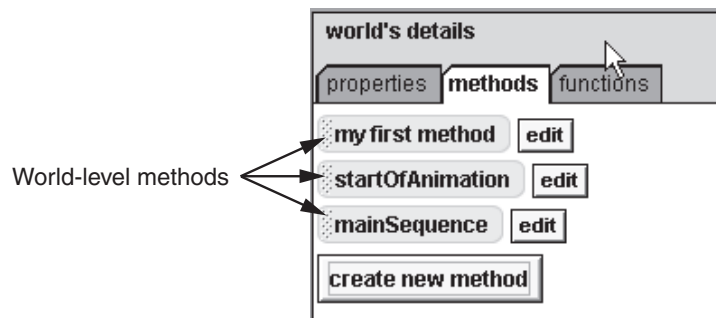 world's details
properties methods functions
my first method edit
World-level methods startOfAnimation edit
mainSequence edit
create new method